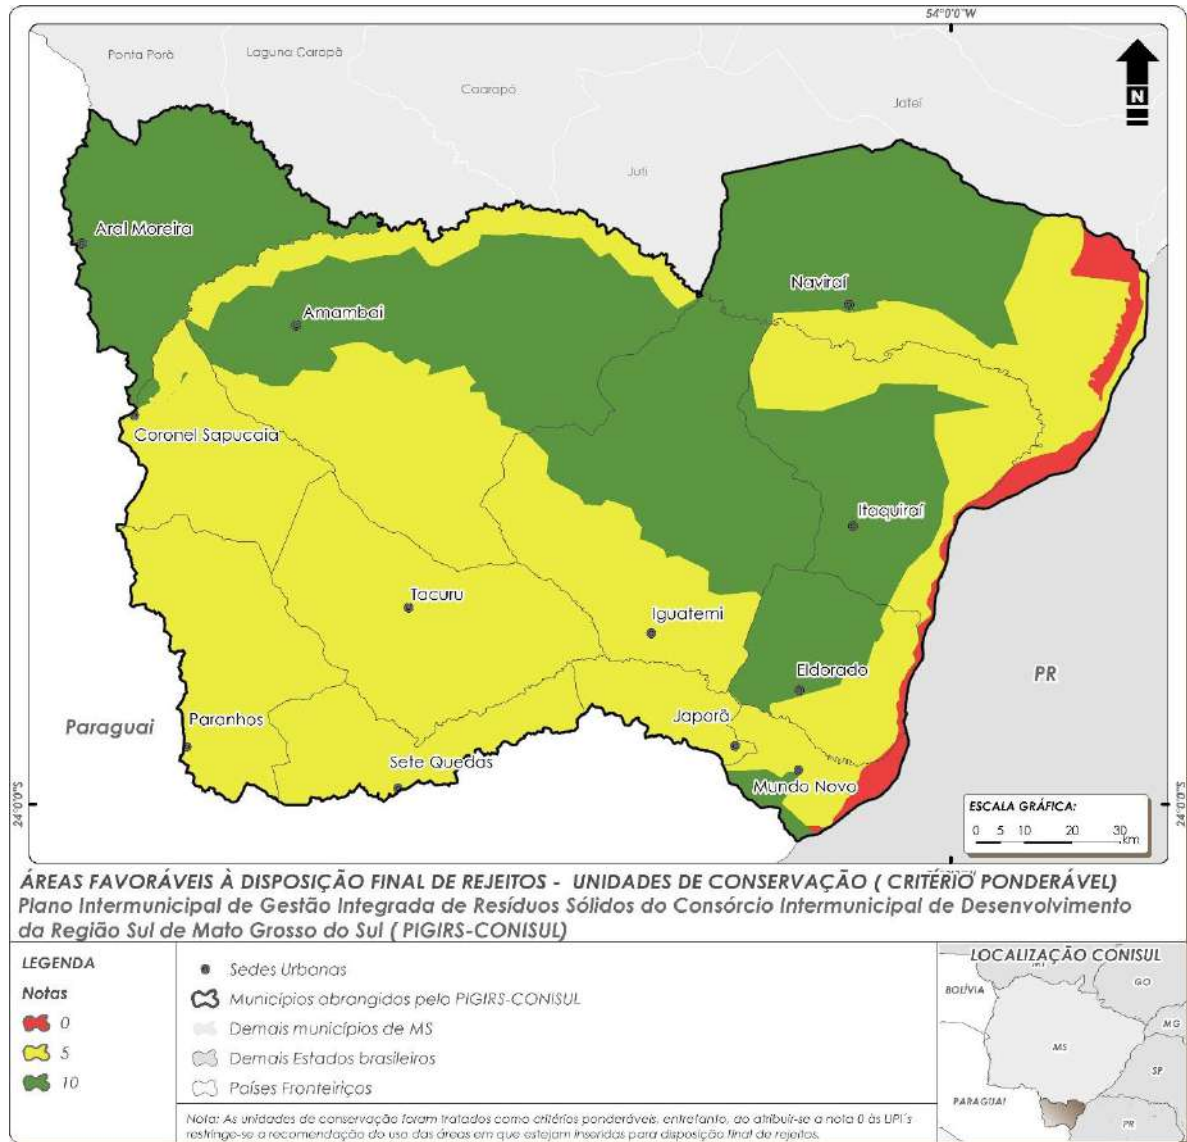 54°0'0"W
Ponta Porã
Laguna Carapã
Caarapó
Jateí
Juti
N
Aral Moreira
Naviraí
Amambai
Coronel Sapucaia
Itaquiraí
Tacuru
Iguatemi
Eldorado
PR
Paraguai
Paranhos
Japorã
Sete Quedas
Mundo Novo
24°0'0"S
24°0'0"S
ESCALA GRÁFICA:
0 5 10 20 30
km
ÁREAS FAVORÁVEIS À DISPOSIÇÃO FINAL DE REJEITOS - UNIDADES DE CONSERVAÇÃO ( CRITÉRIO PONDERÁVEL)
Plano Intermunicipal de Gestão Integrada de Resíduos Sólidos do Consórcio Intermunicipal de Desenvolvimento
da Região Sul de Mato Grosso do Sul ( PIGIRS-CONISUL)
LEGENDA
Notas
0
5
10
Sedes Urbanas
Municípios abrangidos pelo PIGIRS-CONISUL
Demais municípios de MS
Demais Estados brasileiros
Países Fronteiriços
Nota: As unidades de conservação foram tratados como critérios ponderáveis, entretanto, ao atribuir-se a nota 0 às UPI´s
restringe-se a recomendação do uso das áreas em que estejam inseridas para disposição final de rejeitos.
LOCALIZAÇÃO CONISUL
MT
BOLÍVIA
GO
MG
MS
SP
PARAGUAI
PR